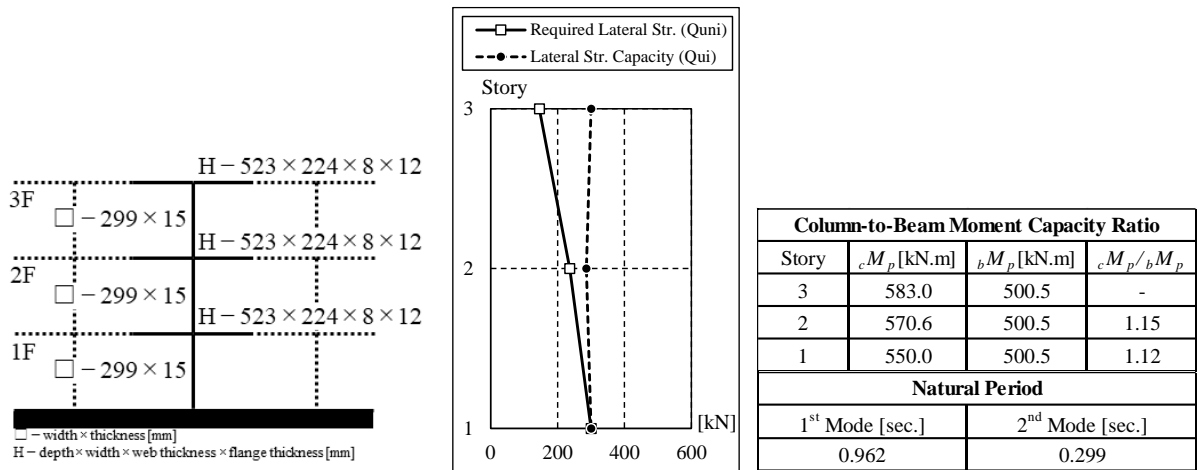 H－523×224×8×12
3F
□－299×15
H－523×224×8×12
2F
□－299×15
H－523×224×8×12
1F
□－299×15
□－width×thickness[mm]
H－depth×width×web thickness×flange thickness[mm]
Required Lateral Str. (Quni)
Lateral Str. Capacity (Qui)
Story
3
2
1
0 200 400 600
[kN]
Column-to-Beam Moment Capacity Ratio
Story cMp[kN.m] bMp[kN.m] cMp/bMp
3 583.0 500.5 -
2 570.6 500.5 1.15
1 550.0 500.5 1.12
Natural Period
1st Mode [sec.] 2nd Mode [sec.]
0.962 0.299